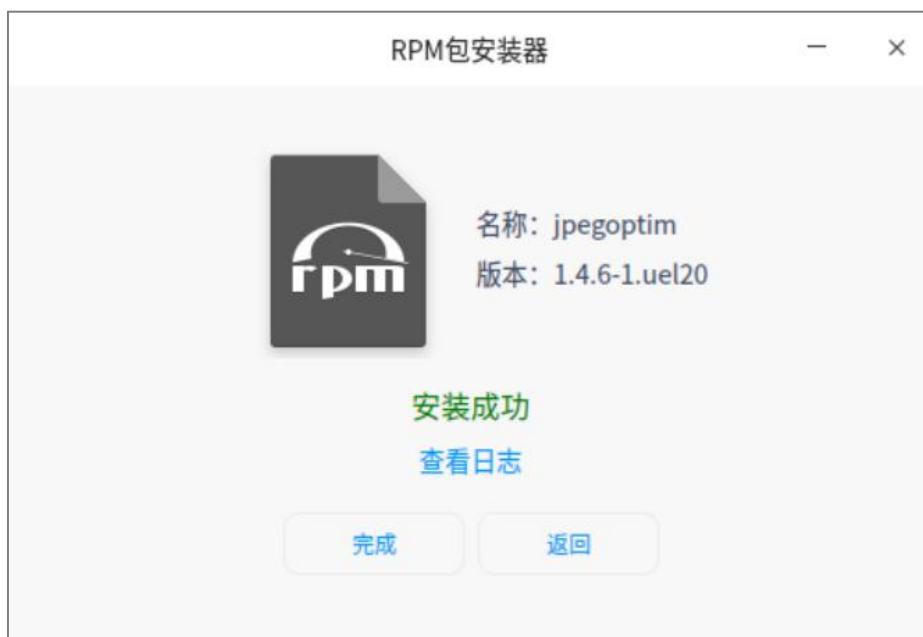 RPM包安装器
rpm
名称：jpegoptim
版本：1.4.6-1.uel20
安装成功
查看日志
完成
返回